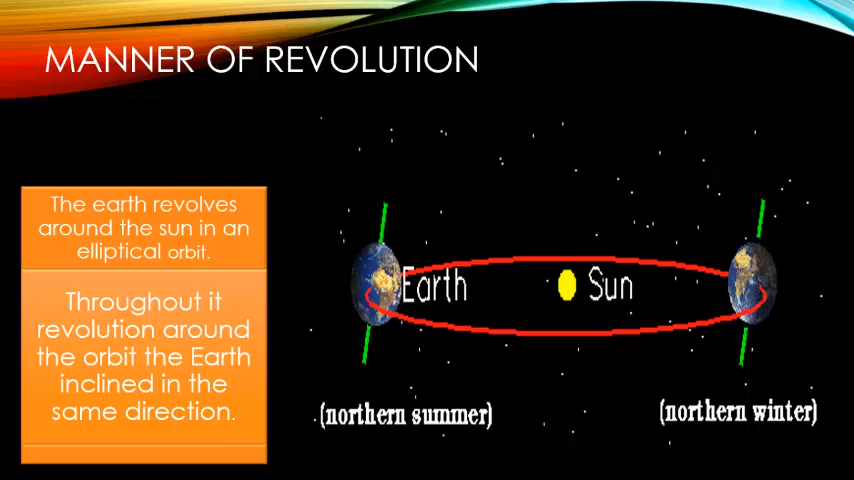 MANNER OF REVOLUTION
The earth revolves
around the sun in an
elliptical orbit.
Throughout it
revolution around
the orbit the Earth
inclined in the
same direction.
Earth
Sun
(northern summer)
(northern winter)